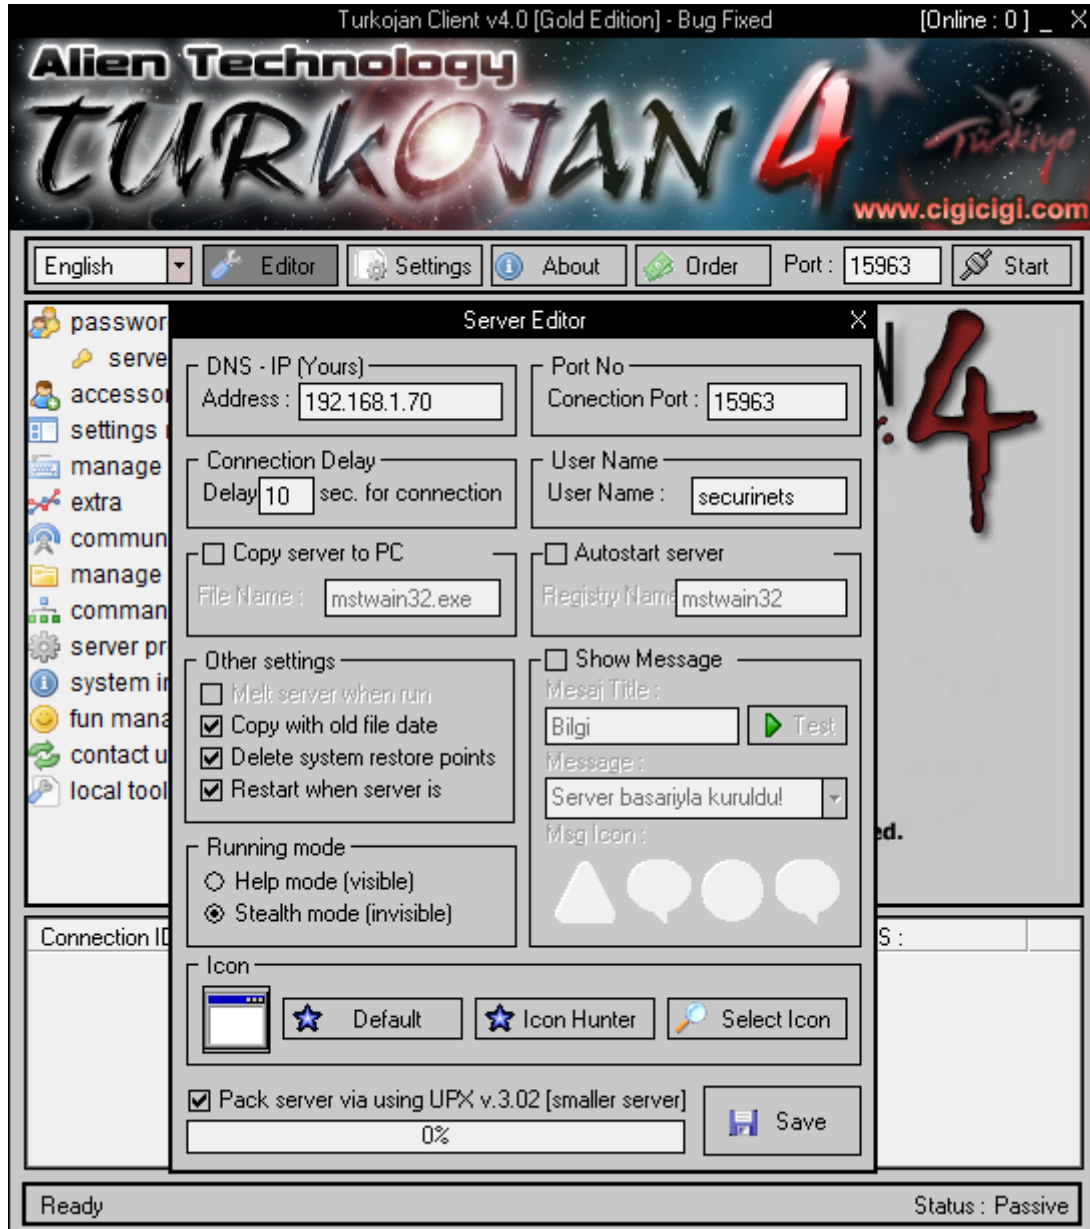 Turkojan Client v4.0 [Gold Edition] - Bug Fixed [Online : 0 ] _ X
Alien Technology
TURKOJAN 4
Türkiye
www.cigicigi.com
English Editor Settings About Order Port : 15963 Start
passwor
serve
accessor
settings
manage
extra
commun
manage
comman
server pr
system in
fun mana
contact u
local tool
4
ed.
Connection ID
S :
Server Editor X
DNS - IP (Yours)
Address : 192.168.1.70
Port No
Conection Port : 15963
Connection Delay
Delay 10 sec. for connection
User Name
User Name : securinets
Copy server to PC
File Name : mstwain32.exe
Autostart server
Registry Name mstwain32
Other settings
Melt server when run
Copy with old file date
Delete system restore points
Restart when server is
Show Message
Mesaj Title :
Bilgi Test
Message :
Server basariyla kuruldu!
Msg Icon :
Running mode
Help mode (visible)
Stealth mode (invisible)
Icon
Default Icon Hunter Select Icon
Pack server via using UPX v.3.02 [smaller server]
0%
Save
Ready Status : Passive